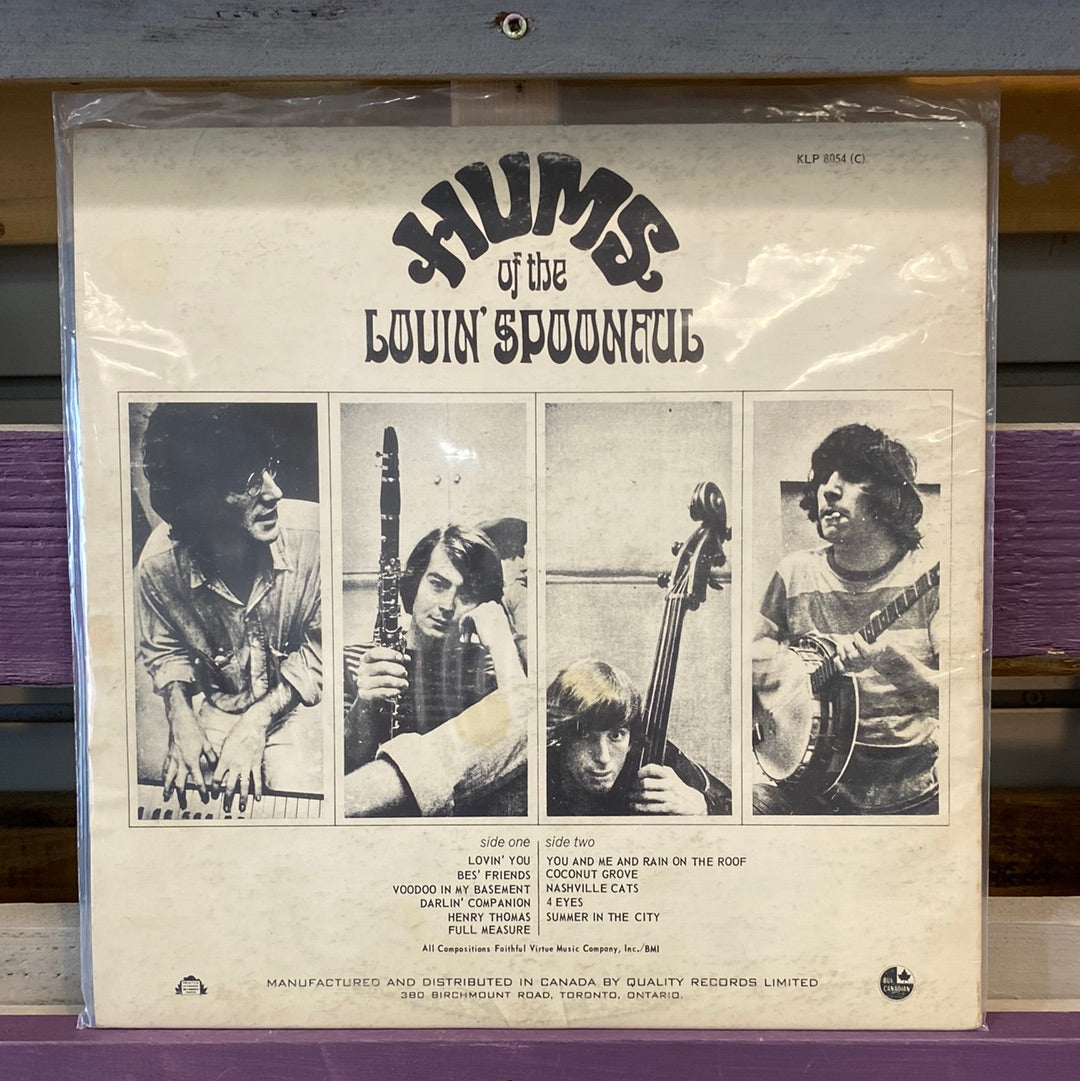 KLP 8054 (C)
HUMS
of the
LOVIN' SPOONFUL
side one
LOVIN' YOU
BES' FRIENDS
VOODOO IN MY BASEMENT
DARLIN' COMPANION
HENRY THOMAS
FULL MEASURE
side two
YOU AND ME AND RAIN ON THE ROOF
COCONUT GROVE
NASHVILLE CATS
4 EYES
SUMMER IN THE CITY
All Compositions Faithful Virtue Music Company, Inc./BMI
MANUFACTURED AND DISTRIBUTED IN CANADA BY QUALITY RECORDS LIMITED
380 BIRCHMOUNT ROAD, TORONTO, ONTARIO.
BUY
CANADIAN